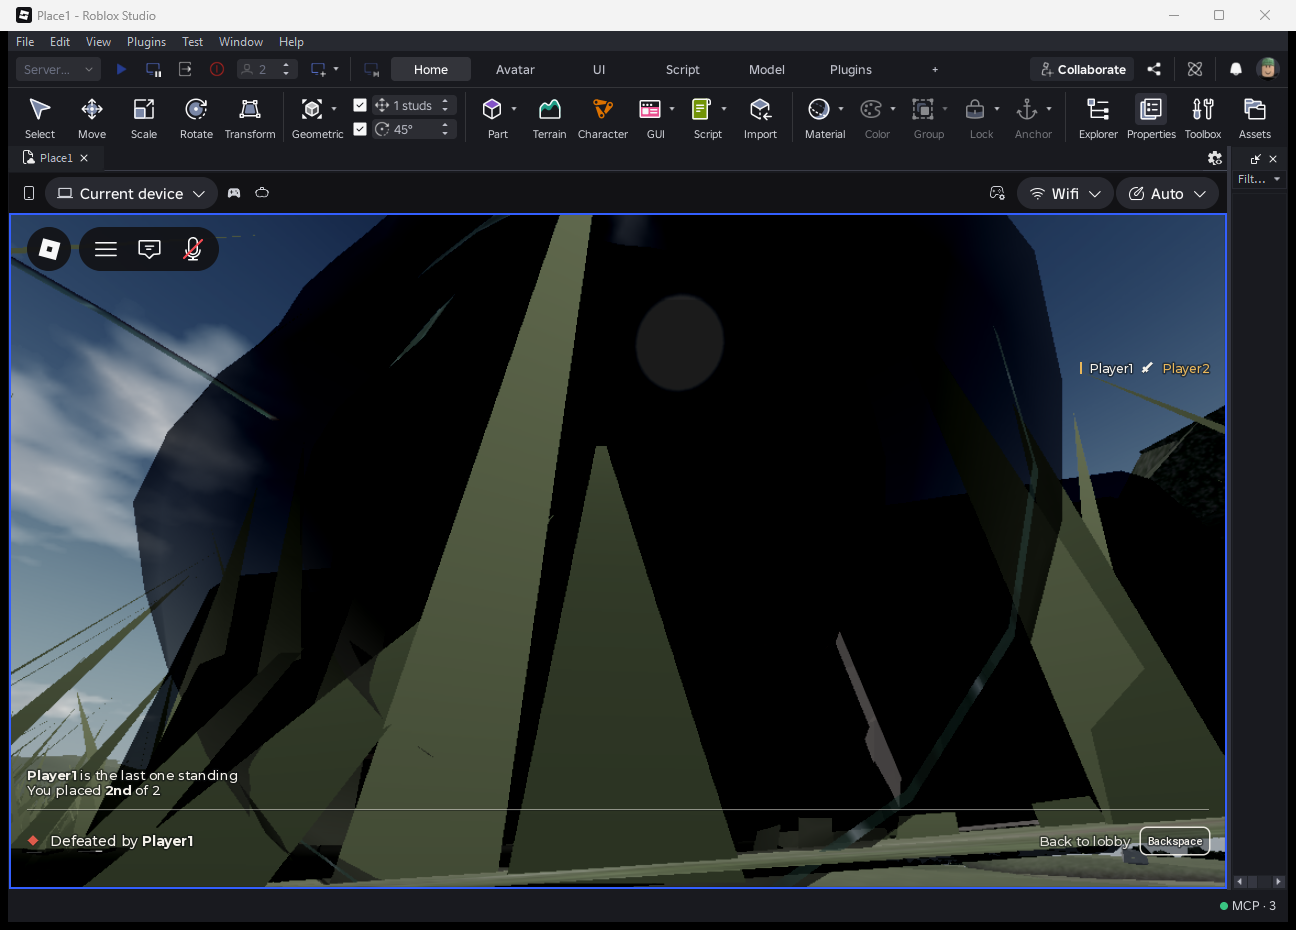 Place1 - Roblox Studio
File Edit View Plugins Test Window Help
Server... 2 Home Avatar UI Script Model Plugins + Collaborate
1 studs
45°
Select Move Scale Rotate Transform Geometric Part Terrain Character GUI Script Import Material Color Group Lock Anchor Explorer Properties Toolbox Assets
Place1
Filt...
Current device Wifi Auto
Player1 Player2
Player1 is the last one standing
You placed 2nd of 2
Defeated by Player1
Back to lobby Backspace
MCP · 3